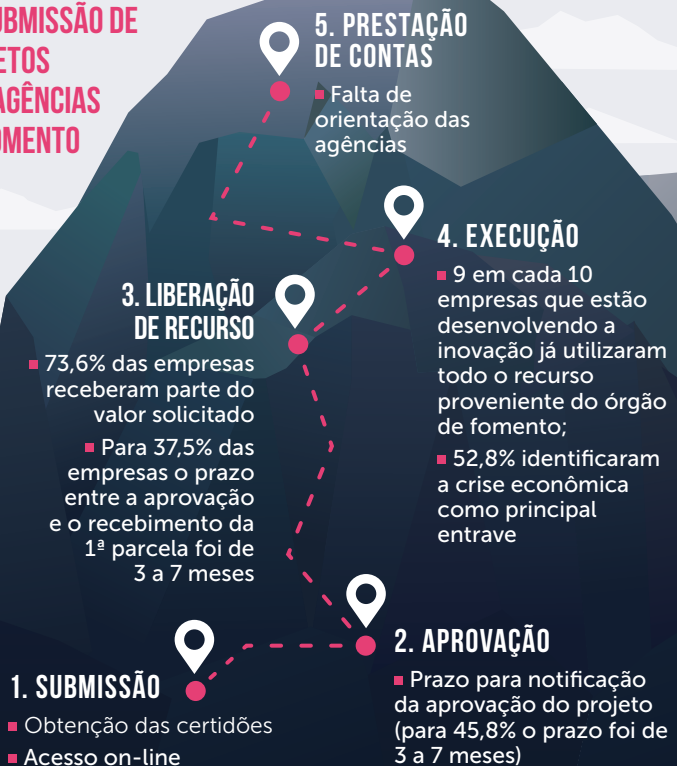 UBMISSÃO DE
ETOS
AGÊNCIAS
OMENTO
5. PRESTAÇÃO
DE CONTAS
▪ Falta de
orientação das
agências
4. EXECUÇÃO
▪ 9 em cada 10
empresas que estão
desenvolvendo a
inovação já utilizaram
todo o recurso
proveniente do órgão
de fomento;
▪ 52,8% identificaram
a crise econômica
como principal
entrave
3. LIBERAÇÃO
DE RECURSO
▪ 73,6% das empresas
receberam parte do
valor solicitado
▪ Para 37,5% das
empresas o prazo
entre a aprovação
e o recebimento da
1ª parcela foi de
3 a 7 meses
2. APROVAÇÃO
▪ Prazo para notificação
da aprovação do projeto
(para 45,8% o prazo foi de
3 a 7 meses)
1. SUBMISSÃO
▪ Obtenção das certidões
▪ Acesso on-line